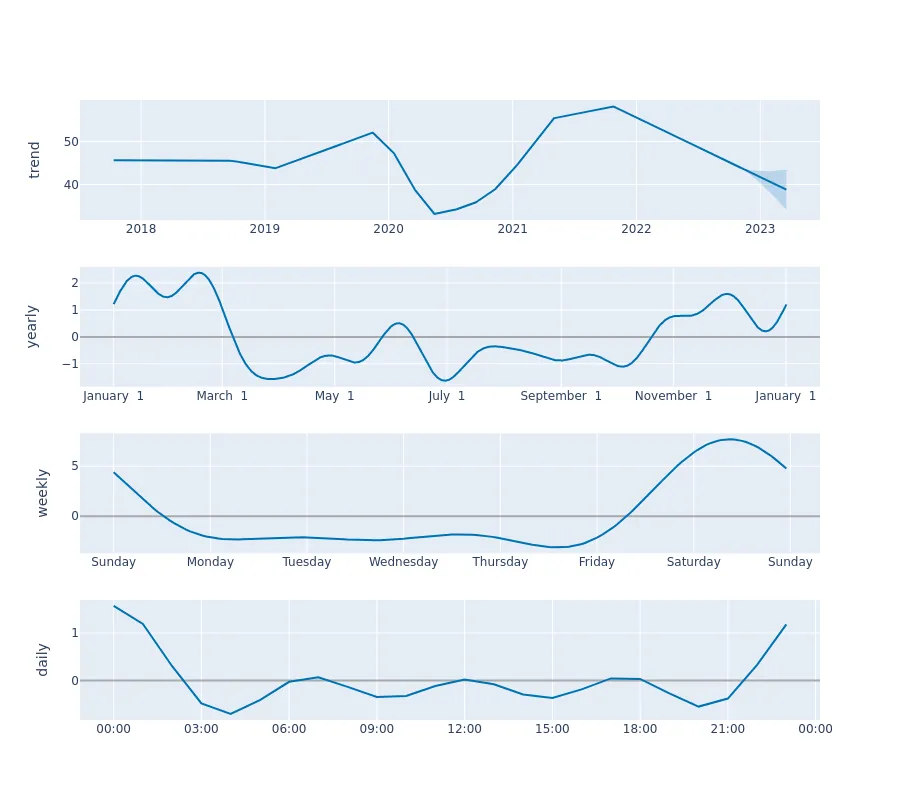 trend
50
40
2018 2019 2020 2021 2022 2023
yearly
2
1
0
−1
January 1 March 1 May 1 July 1 September 1 November 1 January 1
weekly
5
0
Sunday Monday Tuesday Wednesday Thursday Friday Saturday Sunday
daily
1
0
00:00 03:00 06:00 09:00 12:00 15:00 18:00 21:00 00:00